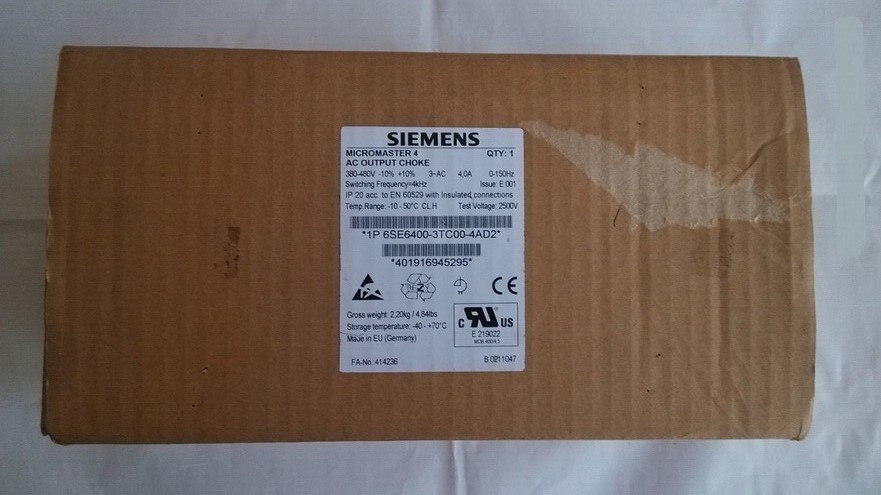 SIEMENS
MICROMASTER 4 QTY: 1
AC OUTPUT CHOKE
380-480V -10% +10% 3~AC 4,0A 0-150Hz
Switching Frequency=4kHz Issue: E 001
IP 20 acc. to EN 60529 with Insulated connections
Temp.Range: -10 - 50°C CL.H Test Voltage: 2500V
*1P 6SE6400-3TC00-4AD2*
*401916945295*
CE
Gross weight: 2,20kg / 4,84lbs
Storage temperature: -40 - +70°C
Made in EU (Germany)
c RU US
E 219022
FA-No.:414236